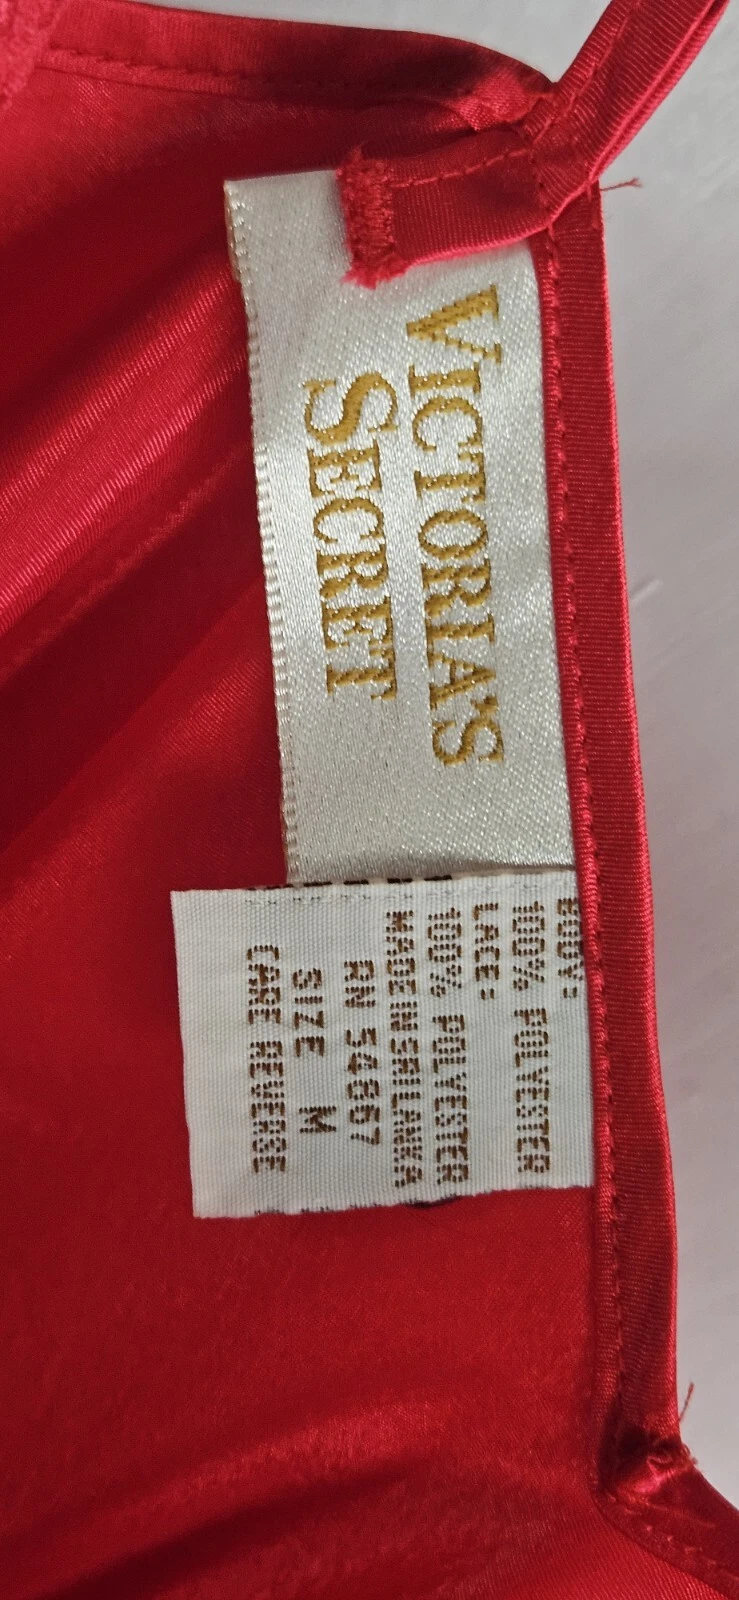 VICTORIA'S
SECRET
BODY:
100% POLYESTER
LACE:
100% POLYESTER
MADE IN SRI LANKA
RN 54867
SIZE M
CARE REVERSE